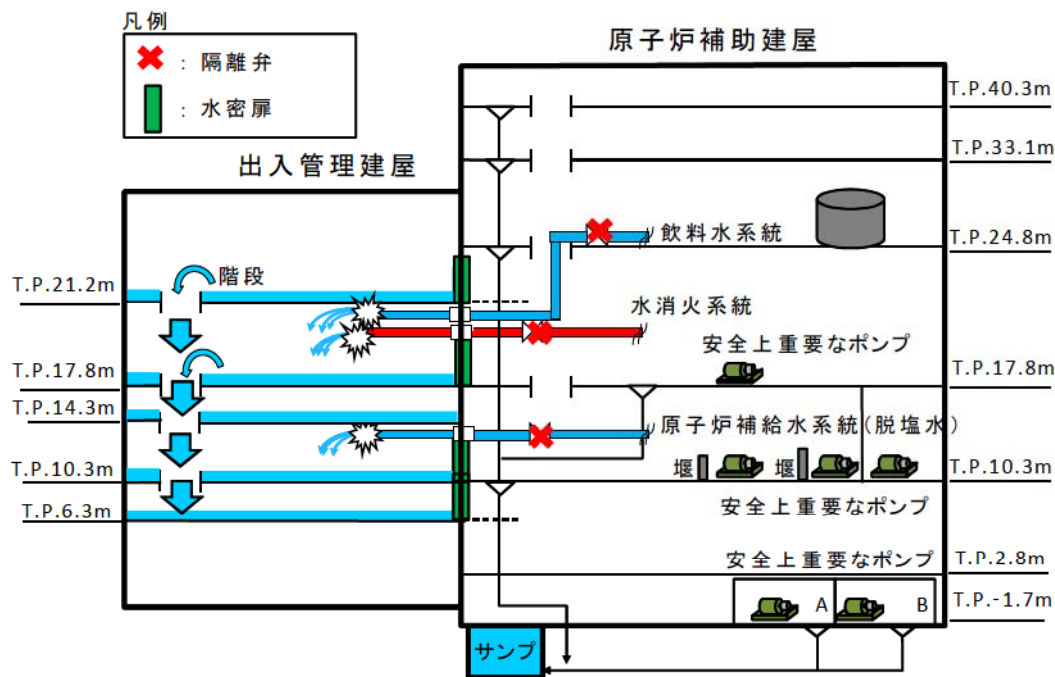 凡例
: 隔離弁
: 水密扉
原子炉補助建屋
出入管理建屋
T.P.40.3m
T.P.33.1m
T.P.24.8m
飲料水系統
T.P.21.2m
階段
水消火系統
安全上重要なポンプ
T.P.17.8m
T.P.17.8m
T.P.14.3m
原子炉補給水系統(脱塩水)
堰
堰
T.P.10.3m
T.P.10.3m
安全上重要なポンプ
T.P.6.3m
安全上重要なポンプ
T.P.2.8m
A
B
T.P.-1.7m
サンプ